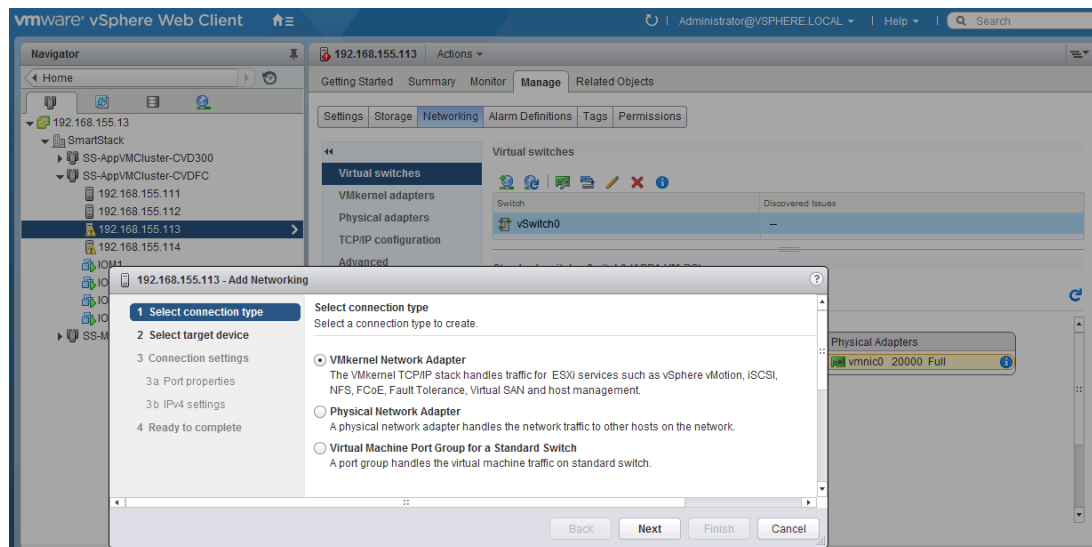 vmware® vSphere Web Client
Administrator@VSPHERE.LOCAL
Help
Search
Navigator
Home
192.168.155.13
SmartStack
SS-AppVMCluster-CVD300
SS-AppVMCluster-CVDFC
192.168.155.111
192.168.155.112
192.168.155.113
192.168.155.114
IOM1
IO
IO
IO
SS-M
192.168.155.113 Actions
Getting Started Summary Monitor Manage Related Objects
Settings Storage Networking Alarm Definitions Tags Permissions
Virtual switches
VMkernel adapters
Physical adapters
TCP/IP configuration
Advanced
Virtual switches
Switch Discovered Issues
vSwitch0 --
Physical Adapters
vmnic0 20000 Full
192.168.155.113 - Add Networking
1 Select connection type
2 Select target device
3 Connection settings
3a Port properties
3b IPv4 settings
4 Ready to complete
Select connection type
Select a connection type to create.
VMkernel Network Adapter
The VMkernel TCP/IP stack handles traffic for ESXi services such as vSphere vMotion, iSCSI,
NFS, FCoE, Fault Tolerance, Virtual SAN and host management.
Physical Network Adapter
A physical network adapter handles the network traffic to other hosts on the network.
Virtual Machine Port Group for a Standard Switch
A port group handles the virtual machine traffic on standard switch.
Back Next Finish Cancel